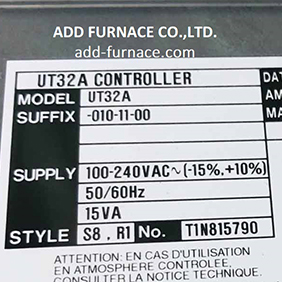 ADD FURNACE CO.,LTD.
add-furnace.com
UT32A CONTROLLER
MODEL UT32A
SUFFIX -010-11-00
SUPPLY 100-240VAC~(-15%,+10%)
50/60Hz
15VA
STYLE S8 , R1 No. T1N815790
DA
AM
MA
ATTENTION: EN CAS D'UTILISATION
EN ATMOSPHERE CONTROLEE,
CONSULTER LA NOTICE TECHNIQUE.